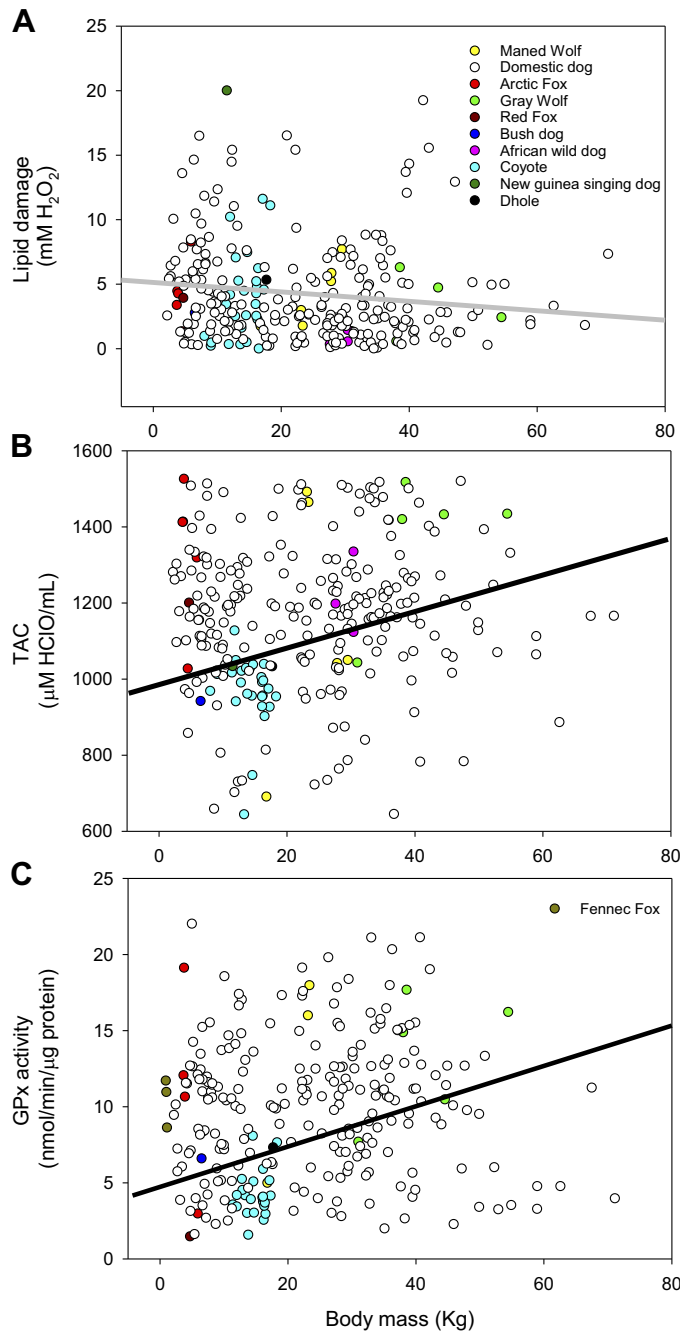 A
Lipid damage
(mM H₂O₂)
25
20
15
10
5
0
Maned Wolf
Domestic dog
Arctic Fox
Gray Wolf
Red Fox
Bush dog
African wild dog
Coyote
New guinea singing dog
Dhole
0 20 40 60 80
B
TAC
(μM HClO/mL)
1600
1400
1200
1000
800
600
0 20 40 60 80
C
GPx activity
(nmol/min/μg protein)
25
20
15
10
5
0
Fennec Fox
0 20 40 60 80
Body mass (Kg)